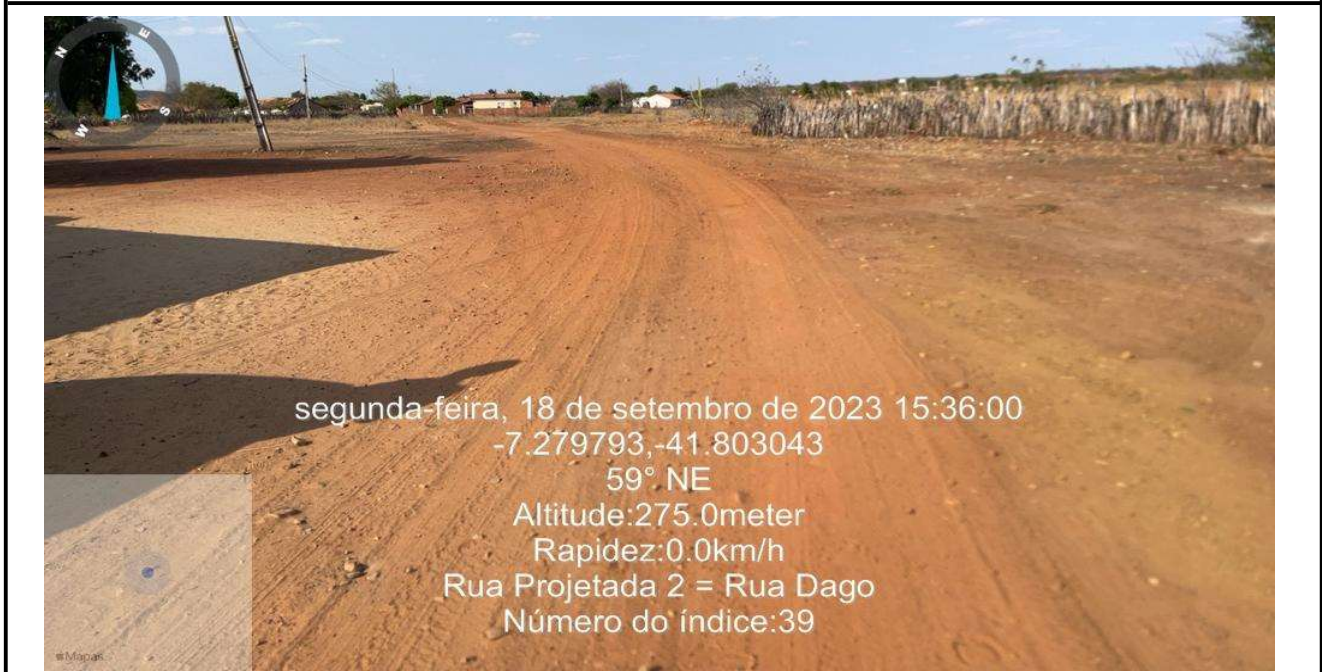 N
E
W
S
segunda-feira, 18 de setembro de 2023 15:36:00
-7.279793,-41.803043
59° NE
Altitude:275.0meter
Rapidez:0.0km/h
Rua Projetada 2 = Rua Dago
Número do índice:39
Mapas